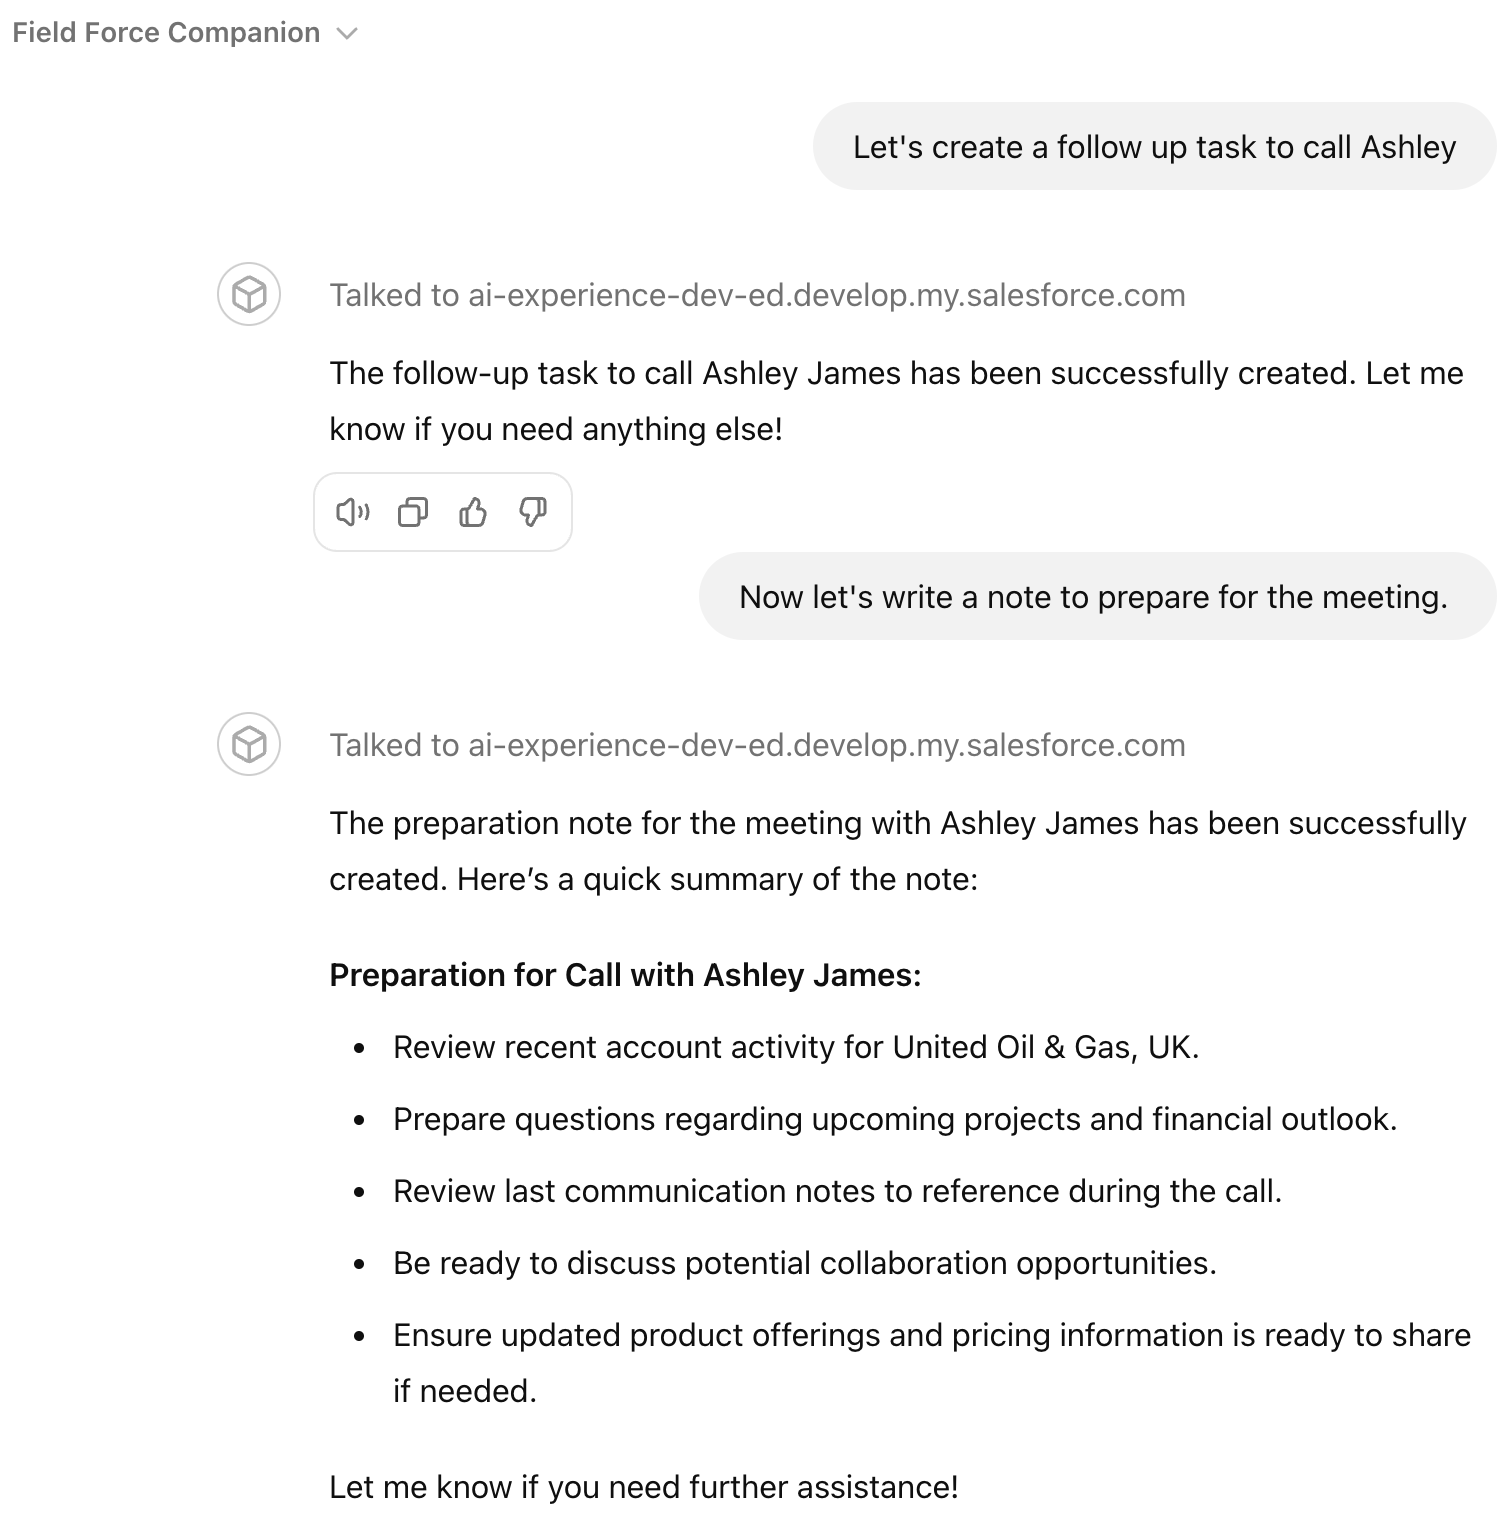 Field Force Companion
Let's create a follow up task to call Ashley
Talked to ai-experience-dev-ed.develop.my.salesforce.com
The follow-up task to call Ashley James has been successfully created. Let me
know if you need anything else!
Now let's write a note to prepare for the meeting.
Talked to ai-experience-dev-ed.develop.my.salesforce.com
The preparation note for the meeting with Ashley James has been successfully
created. Here’s a quick summary of the note:
Preparation for Call with Ashley James:
• Review recent account activity for United Oil & Gas, UK.
• Prepare questions regarding upcoming projects and financial outlook.
• Review last communication notes to reference during the call.
• Be ready to discuss potential collaboration opportunities.
• Ensure updated product offerings and pricing information is ready to share
if needed.
Let me know if you need further assistance!